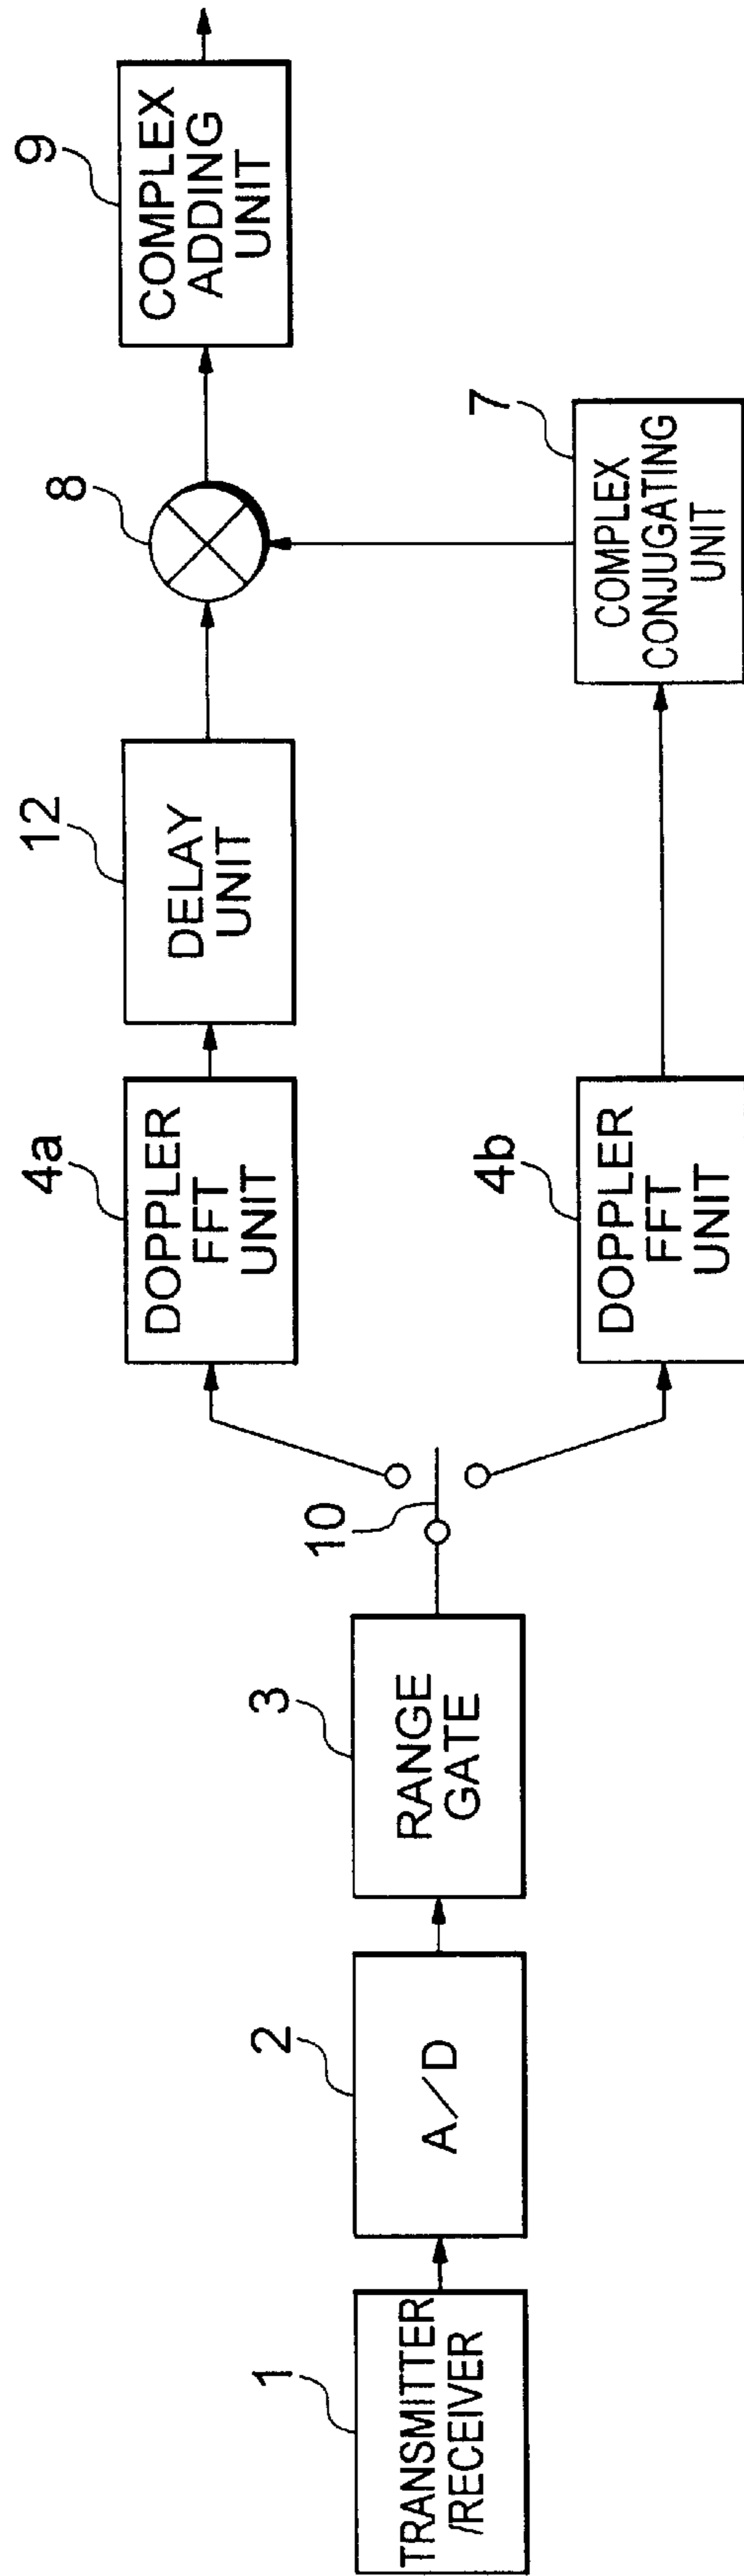 1
TRANSMITTER
/RECEIVER
2
A/D
3
RANGE
GATE
10
4a
DOPPLER
FFT
UNIT
12
DELAY
UNIT
8
9
COMPLEX
ADDING
UNIT
4b
DOPPLER
FFT
UNIT
7
COMPLEX
CONJUGATING
UNIT